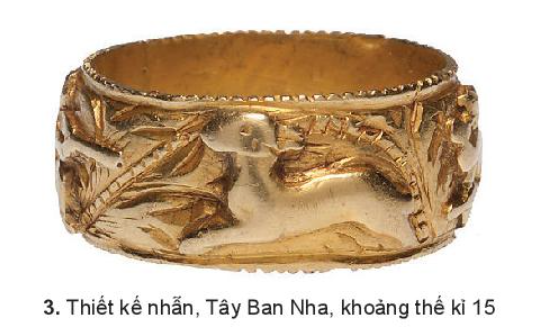 3. Thiết kế nhẫn, Tây Ban Nha, khoảng thế kỉ 15